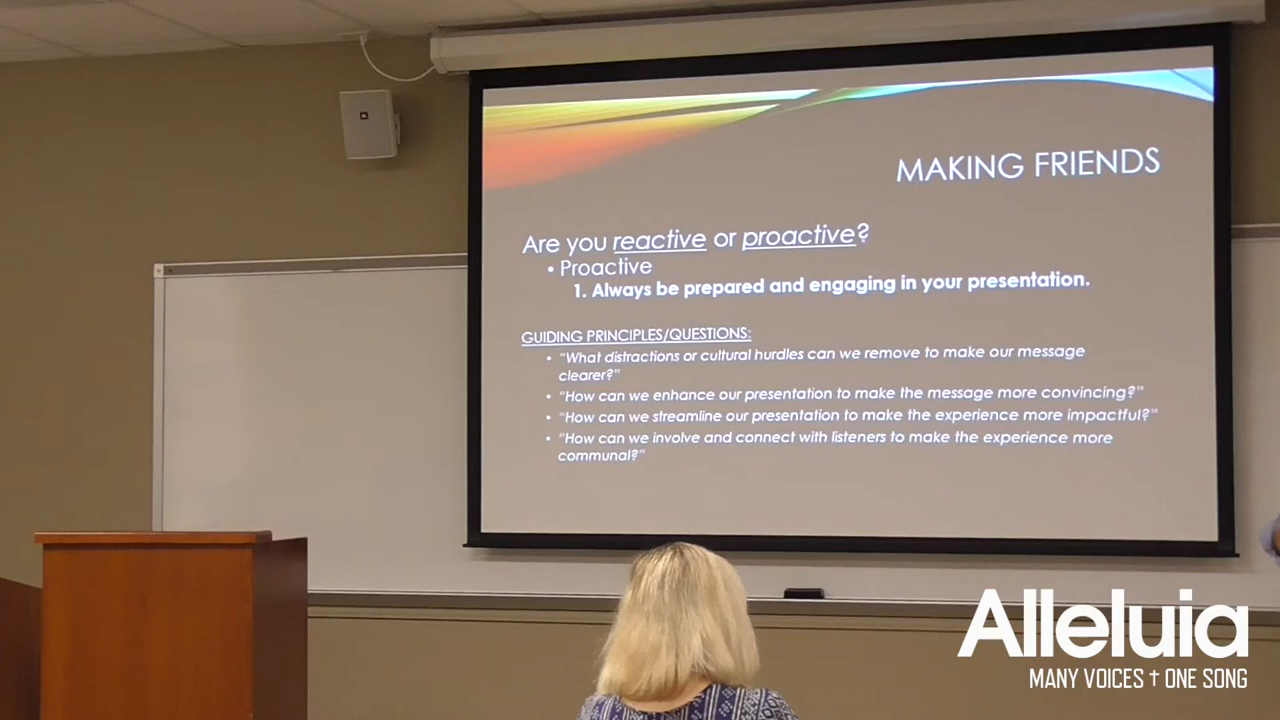 MAKING FRIENDS
Are you reactive or proactive?
• Proactive
1. Always be prepared and engaging in your presentation.
GUIDING PRINCIPLES/QUESTIONS:
• "What distractions or cultural hurdles can we remove to make our message
clearer?"
• "How can we enhance our presentation to make the message more convincing?"
• "How can we streamline our presentation to make the experience more impactful?"
• "How can we involve and connect with listeners to make the experience more
communal?"
Alleluia
MANY VOICES † ONE SONG